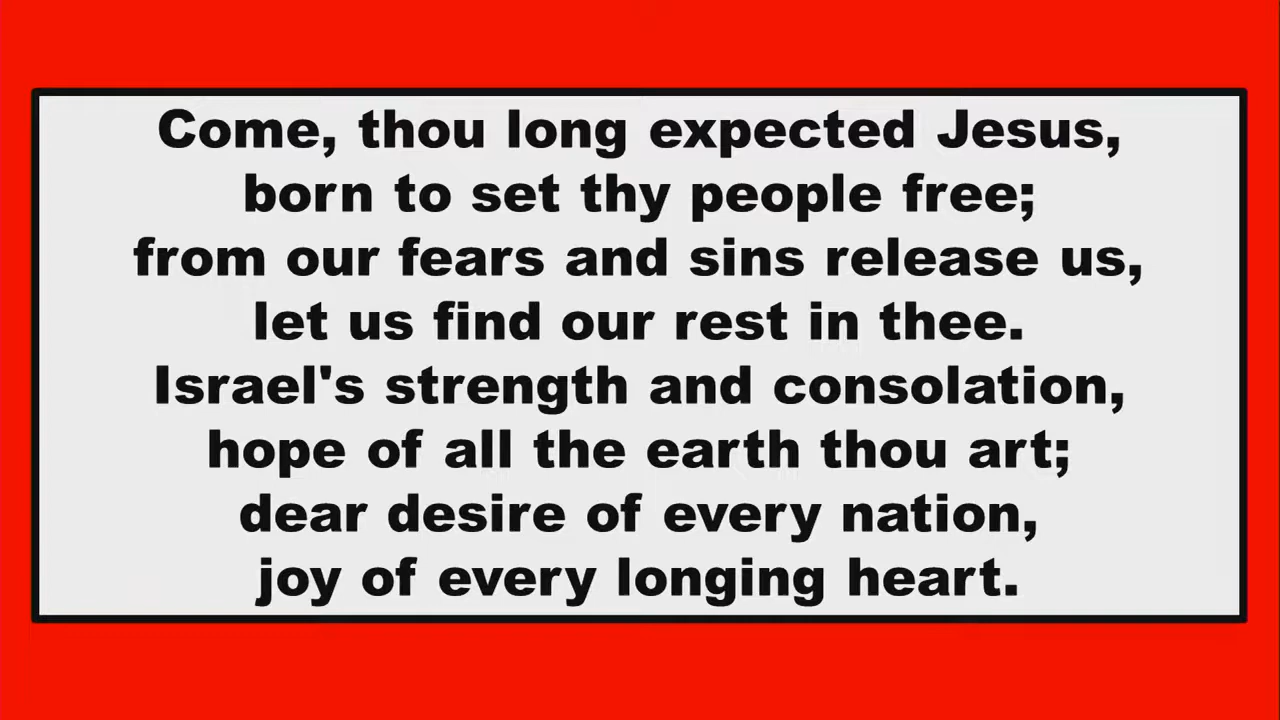 Come, thou long expected Jesus,
born to set thy people free;
from our fears and sins release us,
let us find our rest in thee.
Israel's strength and consolation,
hope of all the earth thou art;
dear desire of every nation,
joy of every longing heart.